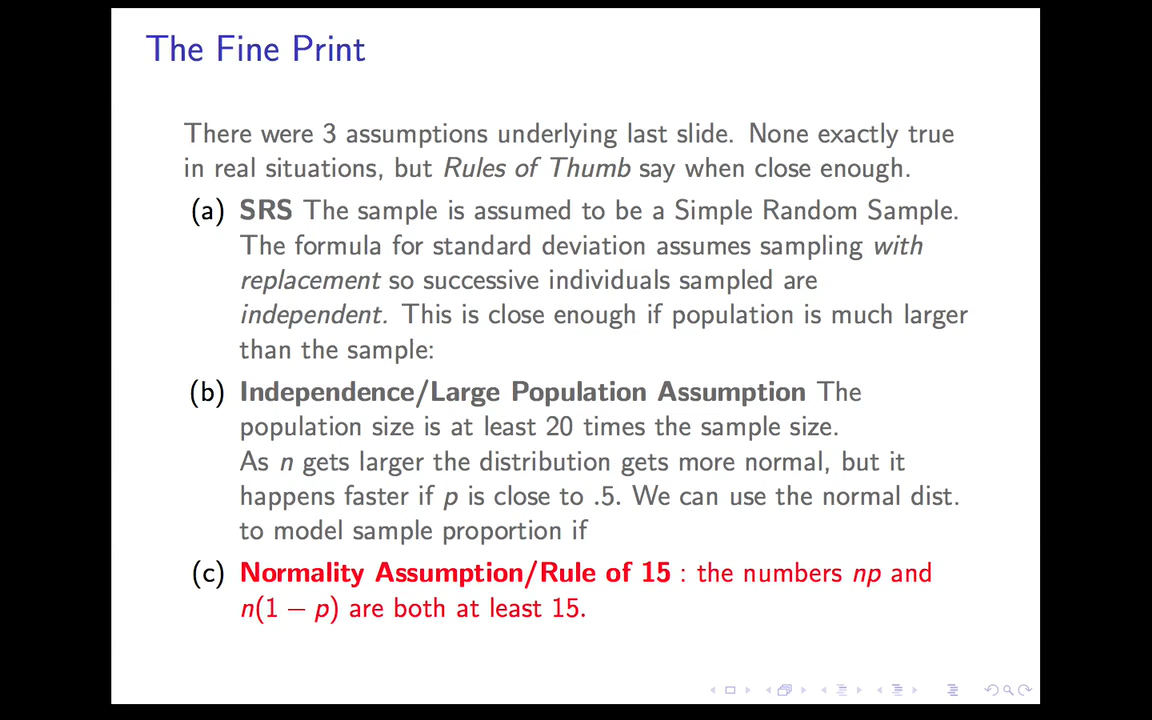 The Fine Print
There were 3 assumptions underlying last slide. None exactly true
in real situations, but Rules of Thumb say when close enough.
(a) SRS The sample is assumed to be a Simple Random Sample.
The formula for standard deviation assumes sampling with
replacement so successive individuals sampled are
independent. This is close enough if population is much larger
than the sample:
(b) Independence/Large Population Assumption The
population size is at least 20 times the sample size.
As n gets larger the distribution gets more normal, but it
happens faster if p is close to .5. We can use the normal dist.
to model sample proportion if
(c) Normality Assumption/Rule of 15 : the numbers np and
n(1 − p) are both at least 15.